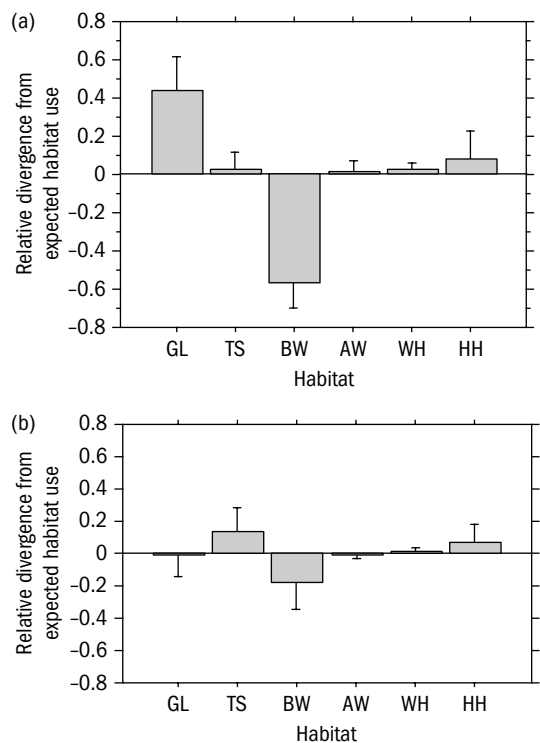 (a)
Relative divergence from
expected habitat use
0.8
0.6
0.4
0.2
0
−0.2
−0.4
−0.6
−0.8
GL TS BW AW WH HH
Habitat
(b)
Relative divergence from
expected habitat use
0.8
0.6
0.4
0.2
0
−0.2
−0.4
−0.6
−0.8
GL TS BW AW WH HH
Habitat